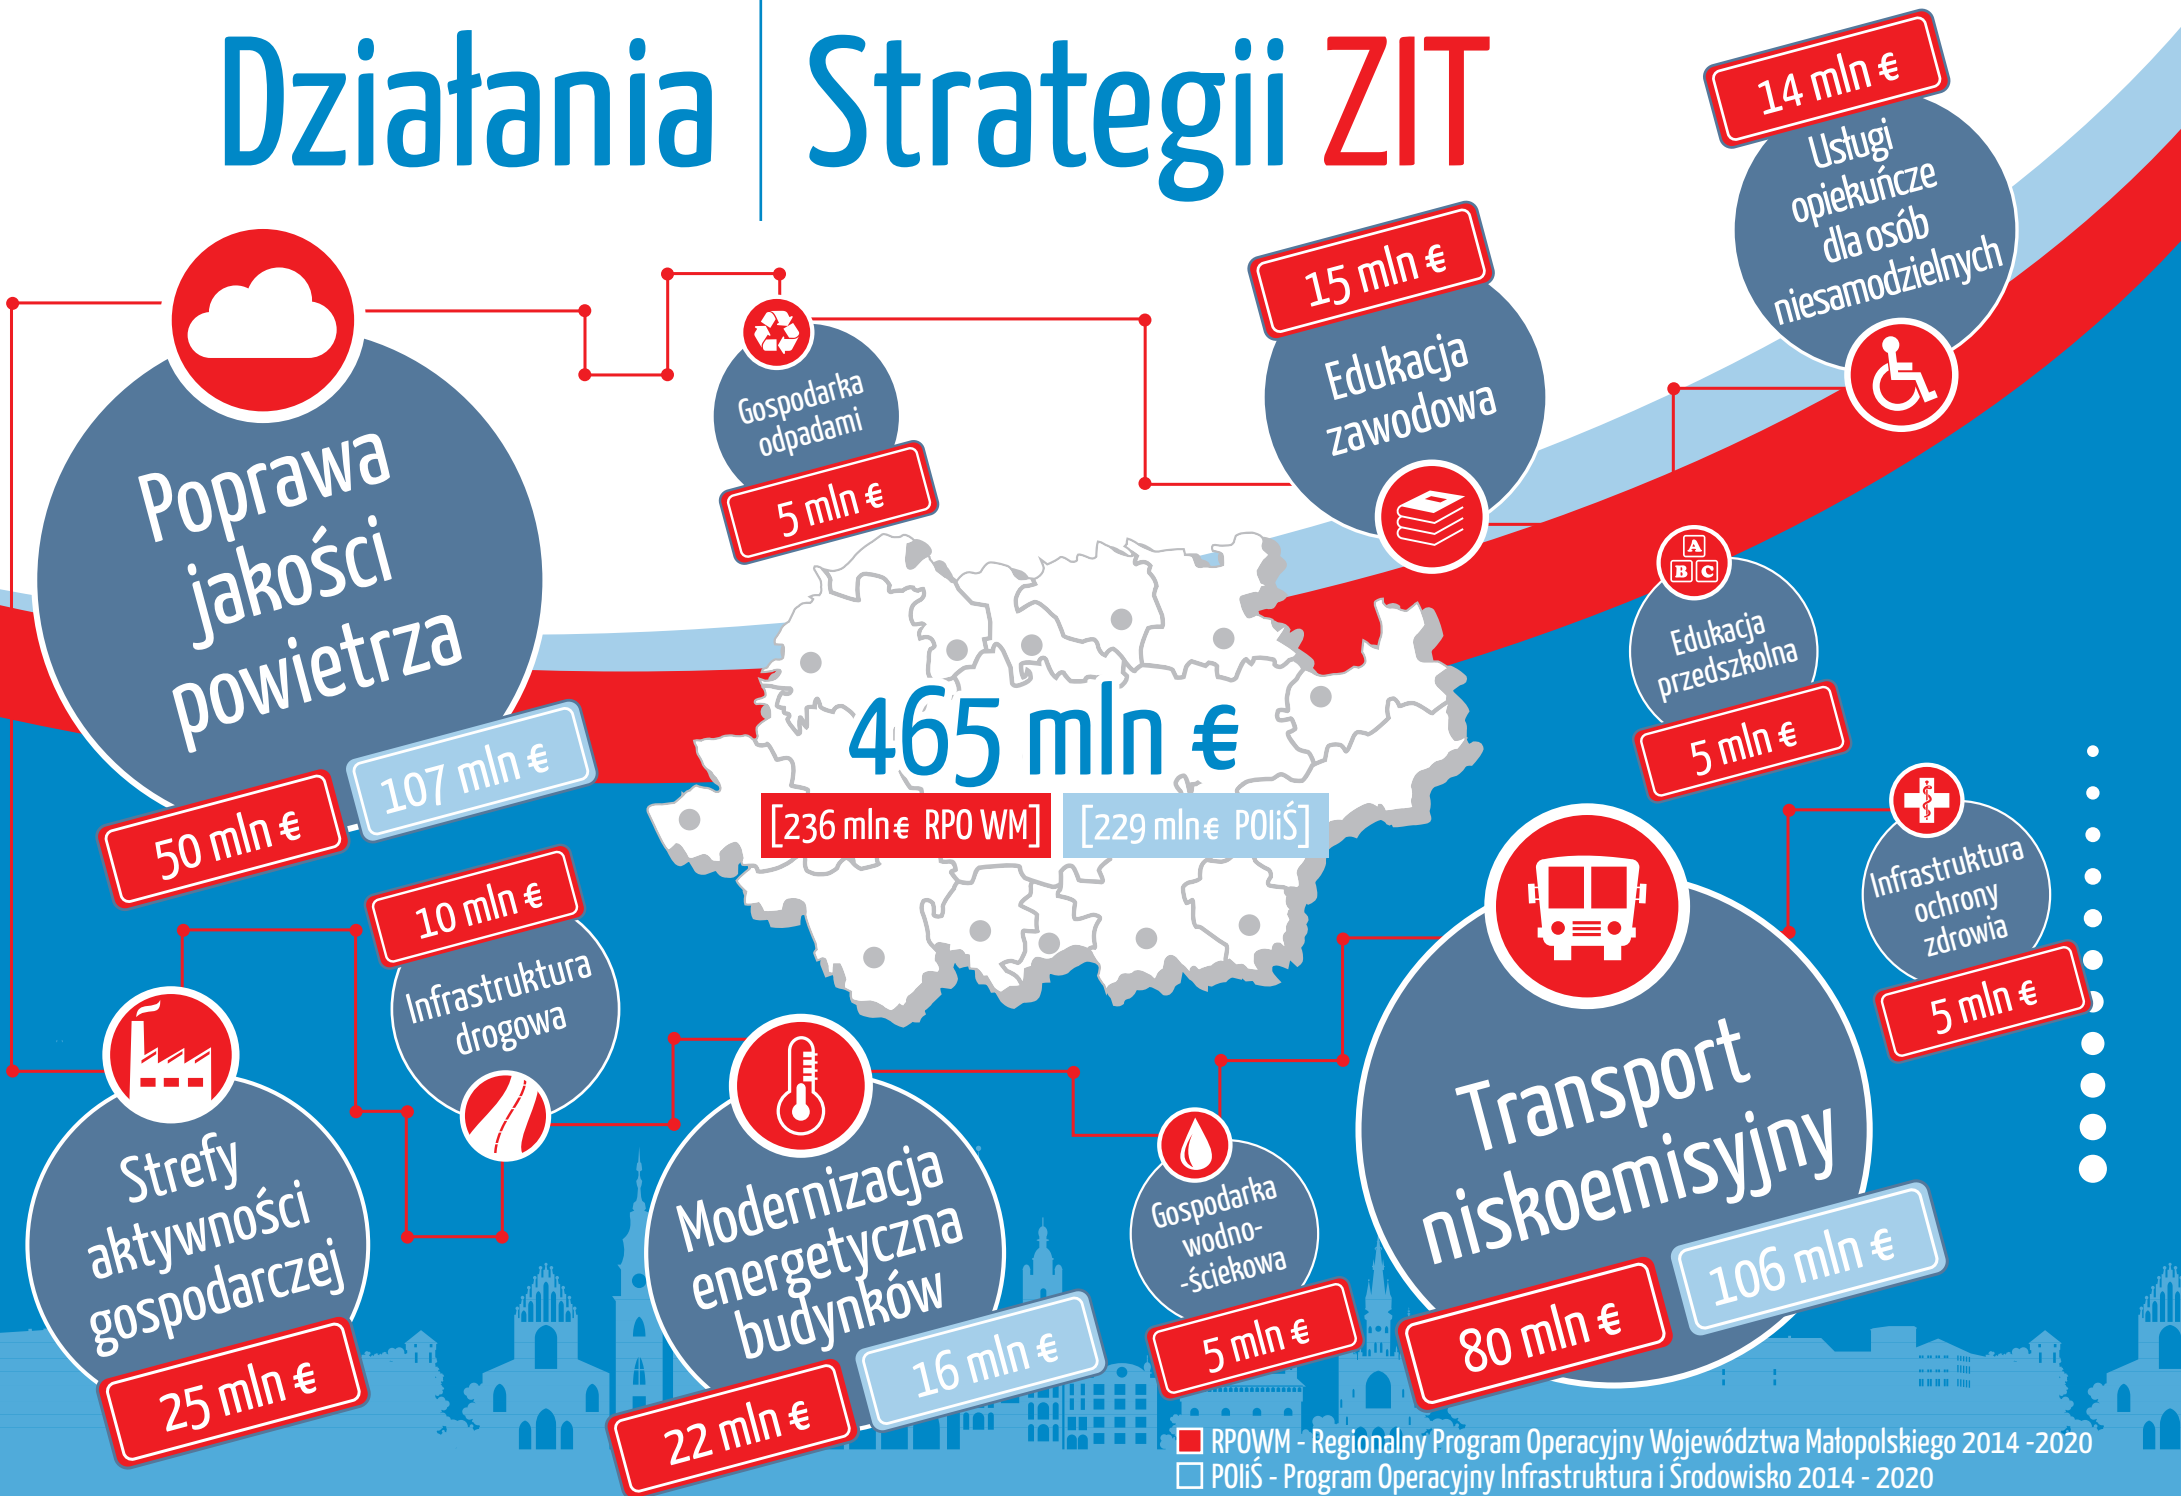 Działania Strategii ZIT
14 mln €
Usługi
opiekuńcze
dla osób
niesamodzielnych
15 mln €
Edukacja
zawodowa
Gospodarka
odpadami
5 mln €
Poprawa
jakości
powietrza
50 mln €
107 mln €
A
B C
Edukacja
przedszkolna
5 mln €
465 mln €
[236 mln € RPO WM] [229 mln € POIiŚ]
Infrastruktura
ochrony
zdrowia
5 mln €
10 mln €
Infrastruktura
drogowa
Strefy
aktywności
gospodarczej
25 mln €
Modernizacja
energetyczna
budynków
22 mln €
16 mln €
Gospodarka
wodno-
-ściekowa
5 mln €
Transport
niskoemisyjny
80 mln €
106 mln €
RPOWM - Regionalny Program Operacyjny Województwa Małopolskiego 2014 -2020
POIiŚ - Program Operacyjny Infrastruktura i Środowisko 2014 - 2020